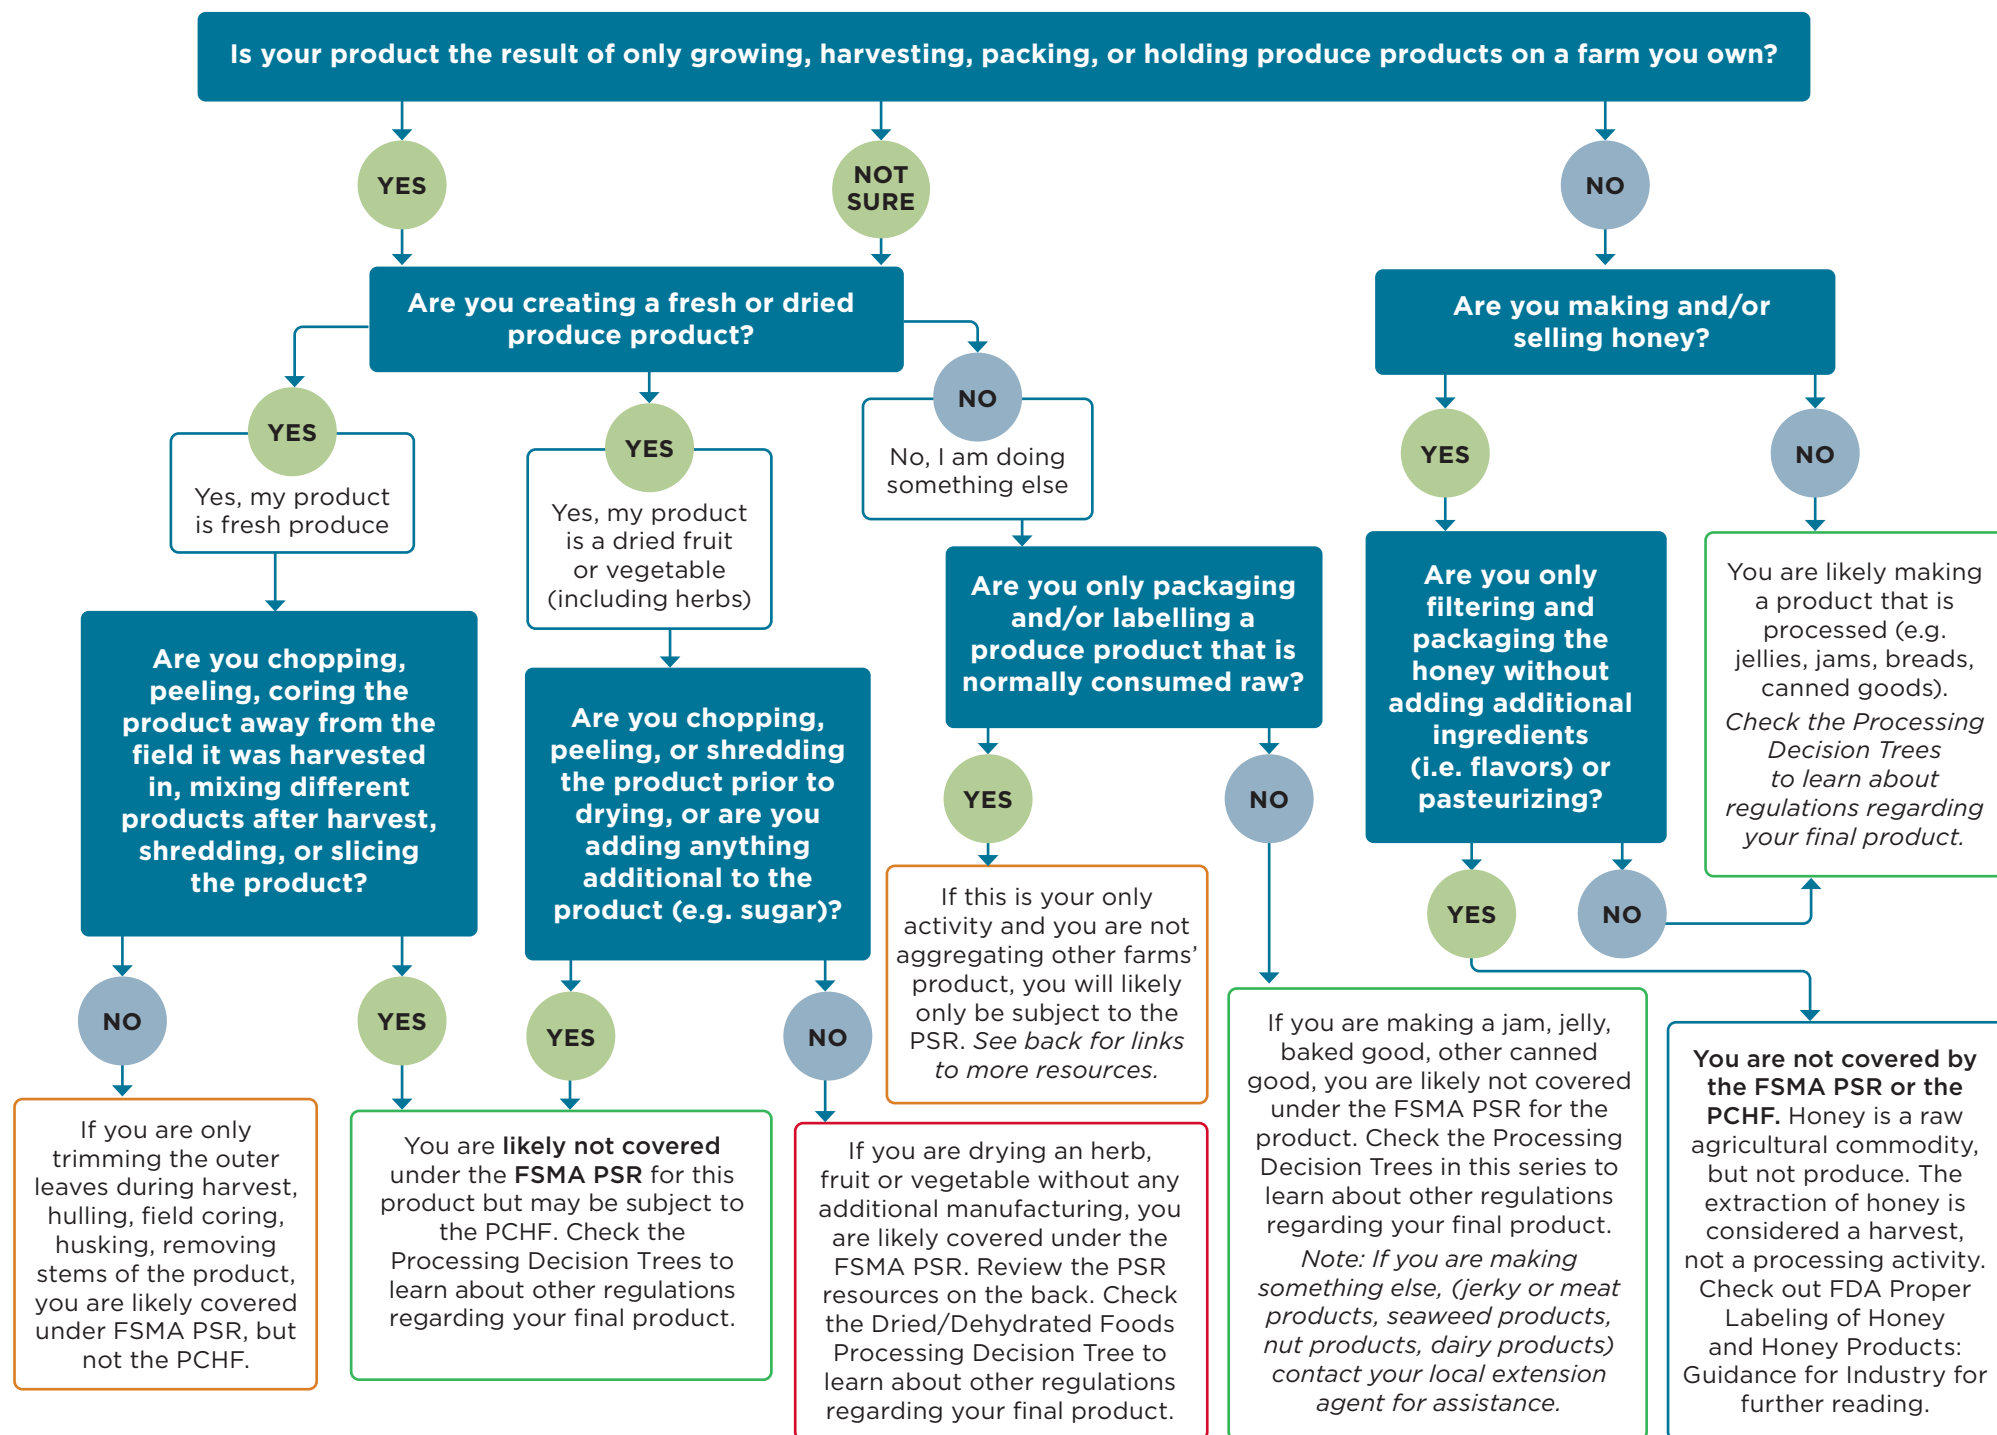 Is your product the result of only growing, harvesting, packing, or holding produce products on a farm you own?
YES
NOT
SURE
NO
Are you creating a fresh or dried
produce product?
Are you making and/or
selling honey?
YES
Yes, my product
is fresh produce
YES
Yes, my product
is a dried fruit
or vegetable
(including herbs)
NO
No, I am doing
something else
YES
NO
Are you chopping,
peeling, coring the
product away from the
field it was harvested
in, mixing different
products after harvest,
shredding, or slicing
the product?
Are you chopping,
peeling, or shredding
the product prior to
drying, or are you
adding anything
additional to the
product (e.g. sugar)?
Are you only packaging
and/or labelling a
produce product that is
normally consumed raw?
Are you only
filtering and
packaging the
honey without
adding additional
ingredients
(i.e. flavors) or
pasteurizing?
You are likely making
a product that is
processed (e.g.
jellies, jams, breads,
canned goods).
Check the Processing
Decision Trees
to learn about
regulations regarding
your final product.
NO
YES
YES
NO
YES
NO
YES
NO
If you are only
trimming the outer
leaves during harvest,
hulling, field coring,
husking, removing
stems of the product,
you are likely covered
under FSMA PSR, but
not the PCHF.
You are likely not covered
under the FSMA PSR for this
product but may be subject to
the PCHF. Check the
Processing Decision Trees to
learn about other regulations
regarding your final product.
If you are drying an herb,
fruit or vegetable without any
additional manufacturing, you
are likely covered under the
FSMA PSR. Review the PSR
resources on the back. Check
the Dried/Dehydrated Foods
Processing Decision Tree to
learn about other regulations
regarding your final product.
If this is your only
activity and you are not
aggregating other farms’
product, you will likely
only be subject to the
PSR. See back for links
to more resources.
If you are making a jam, jelly,
baked good, other canned
good, you are likely not covered
under the FSMA PSR for the
product. Check the Processing
Decision Trees in this series to
learn about other regulations
regarding your final product.
Note: If you are making
something else, (jerky or meat
products, seaweed products,
nut products, dairy products)
contact your local extension
agent for assistance.
You are not covered by
the FSMA PSR or the
PCHF. Honey is a raw
agricultural commodity,
but not produce. The
extraction of honey is
considered a harvest,
not a processing activity.
Check out FDA Proper
Labeling of Honey
and Honey Products:
Guidance for Industry for
further reading.